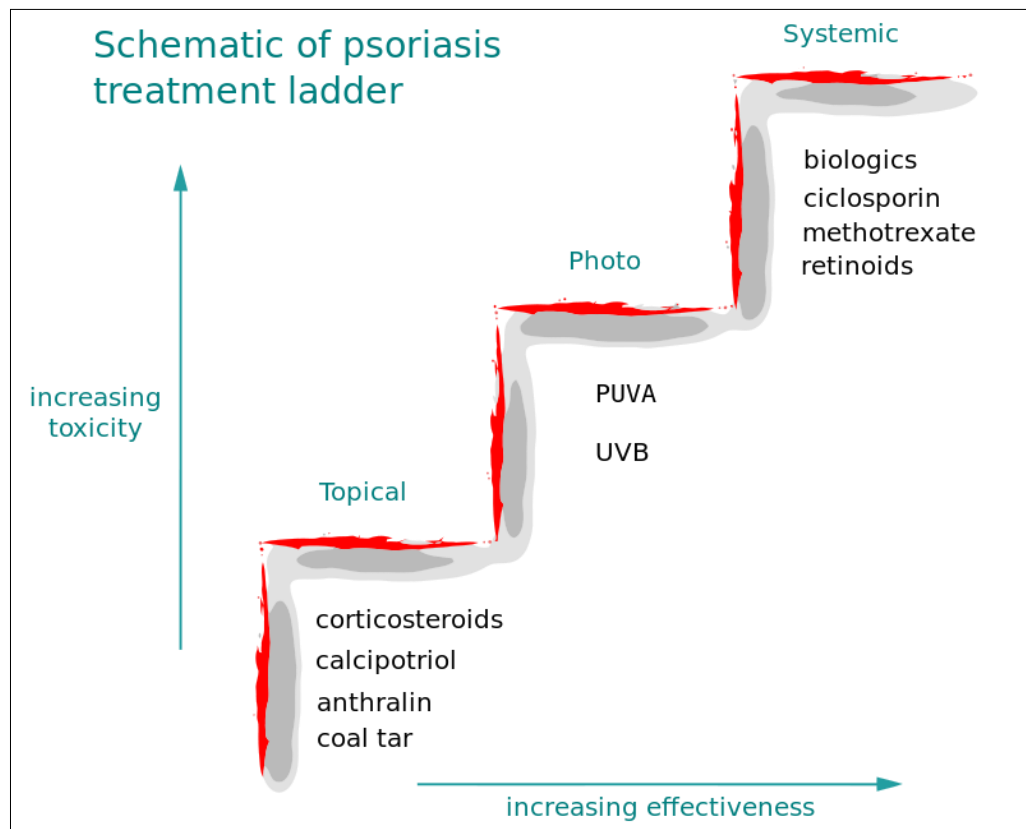 Schematic of psoriasis
treatment ladder
Systemic
biologics
ciclosporin
methotrexate
retinoids
Photo
PUVA
UVB
increasing
toxicity
Topical
corticosteroids
calcipotriol
anthralin
coal tar
increasing effectiveness